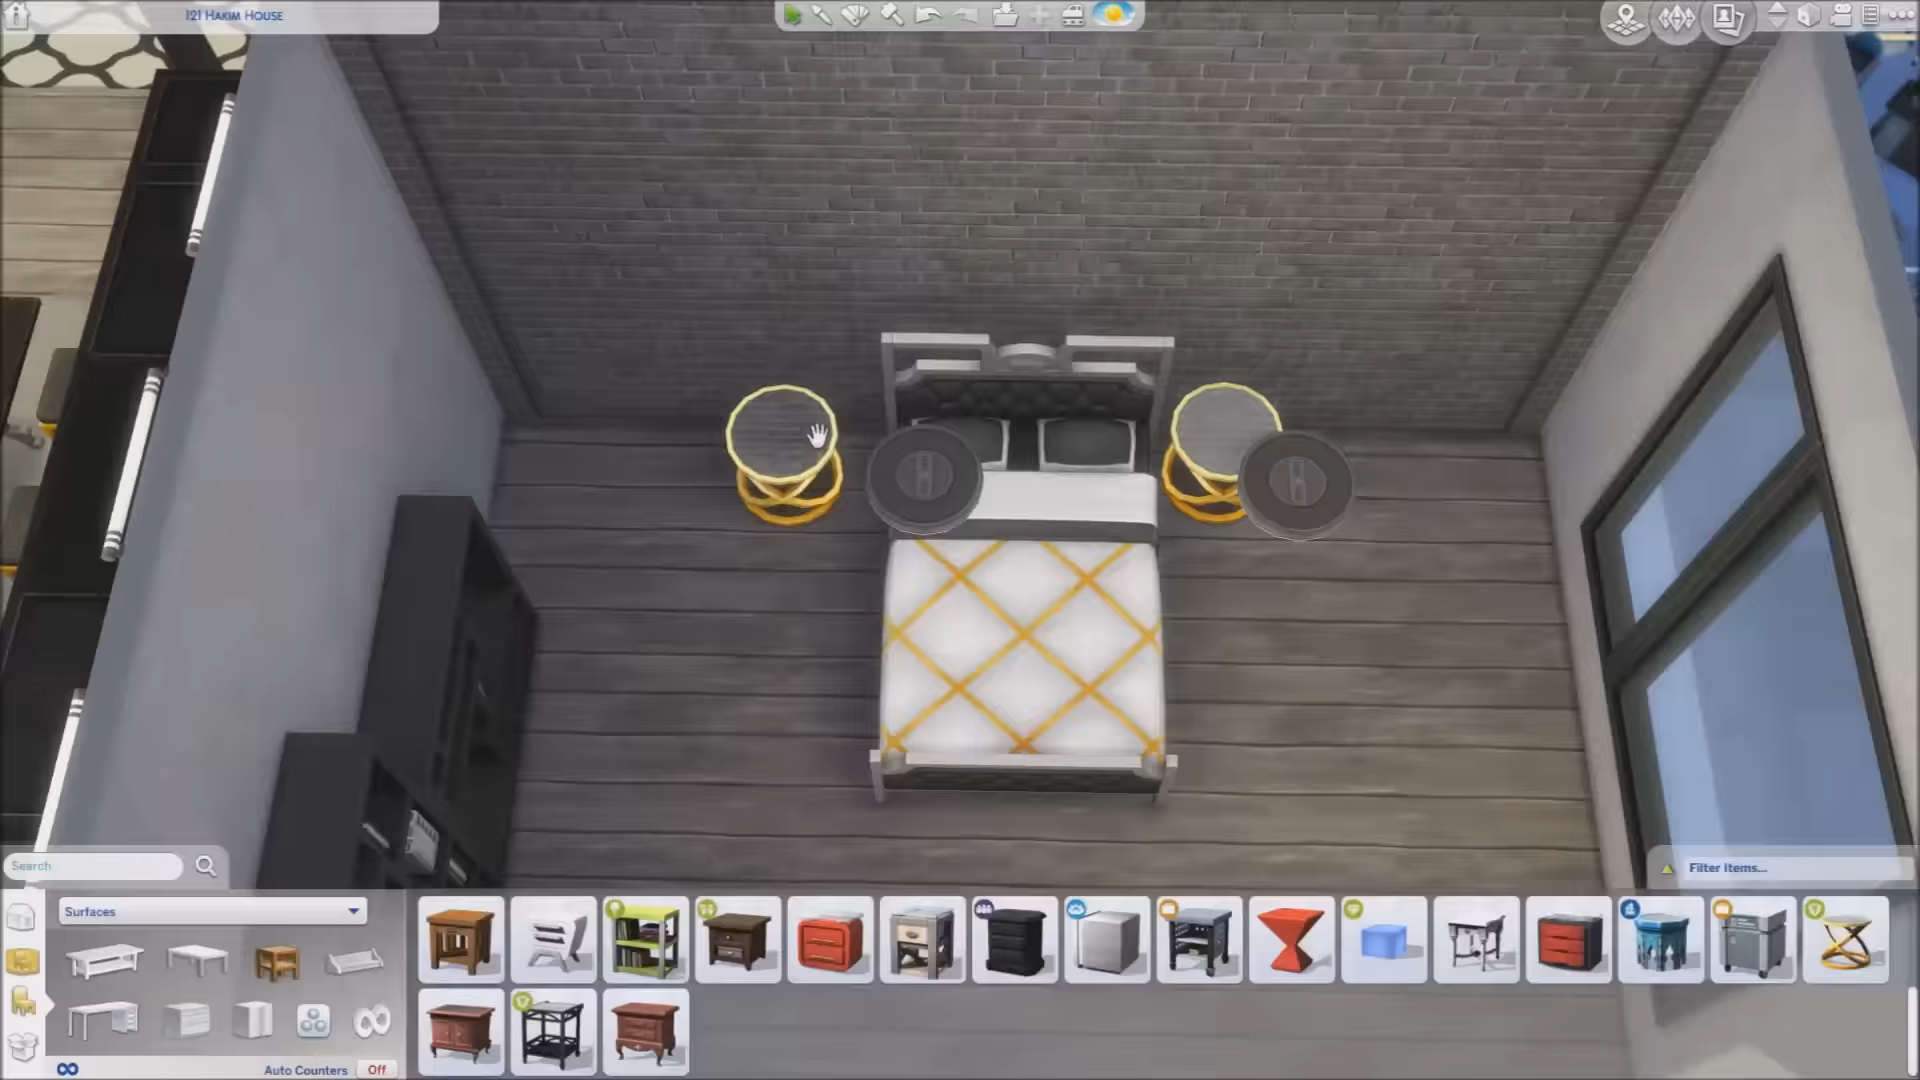 121 Hakim House
Search
Filter Items...
Surfaces
Auto Counters
Off